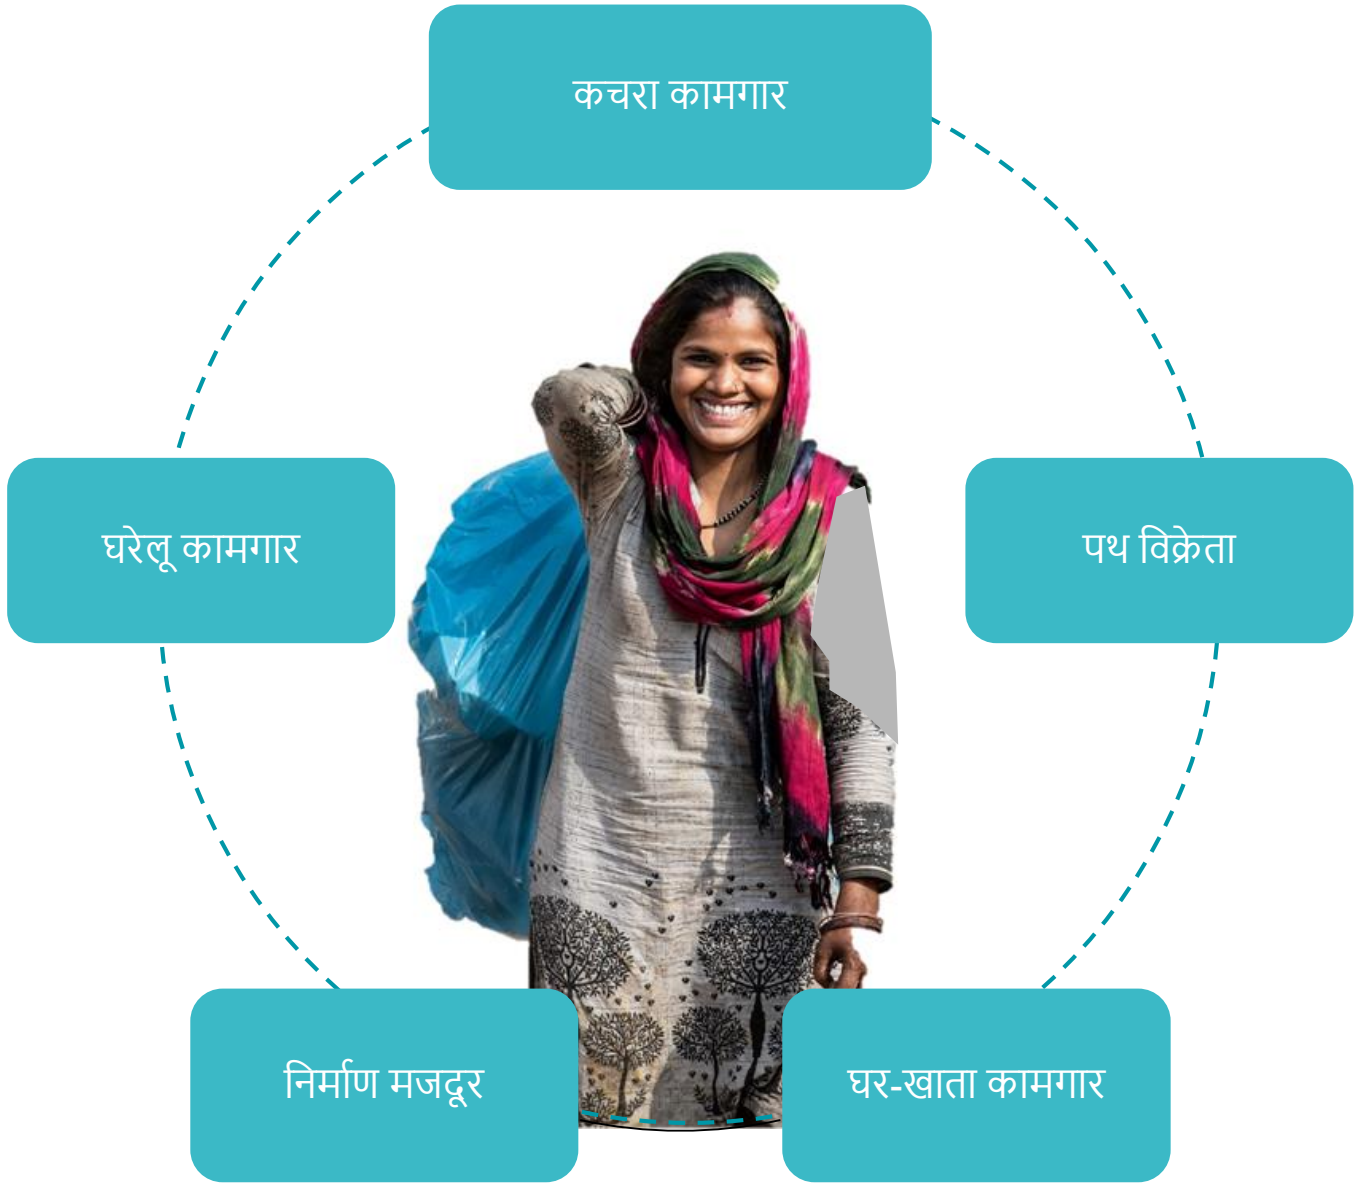 कचरा कामगार
घरेलू कामगार
पथ विक्रेता
निर्माण मजदूर
घर-खाता कामगार